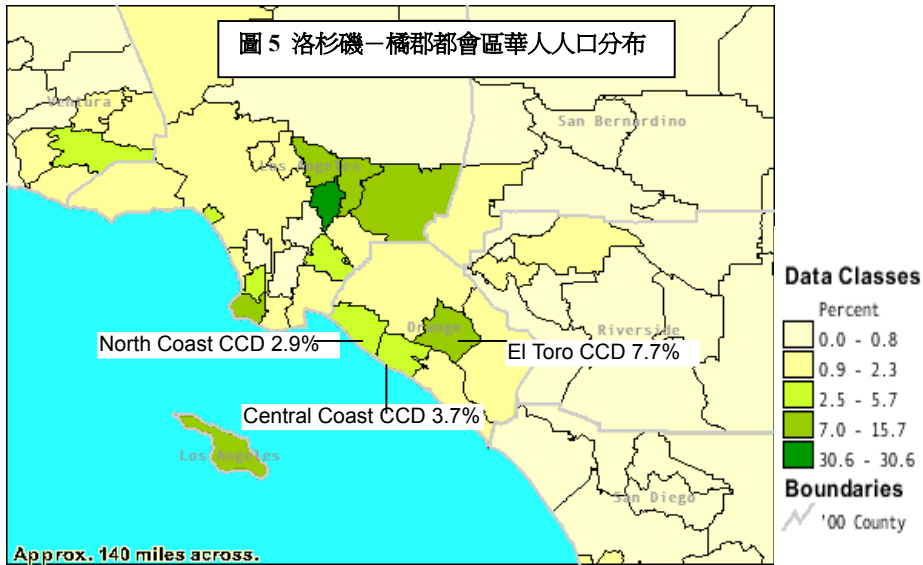 圖 5 洛杉磯－橘郡都會區華人人口分布
Ventura
San Bernardino
Los Angeles
Orange
Riverside
North Coast CCD 2.9%
El Toro CCD 7.7%
Central Coast CCD 3.7%
Los Angeles
San Diego
Approx. 140 miles across.
Data Classes
Percent
0.0 - 0.8
0.9 - 2.3
2.5 - 5.7
7.0 - 15.7
30.6 - 30.6
Boundaries
'00 County